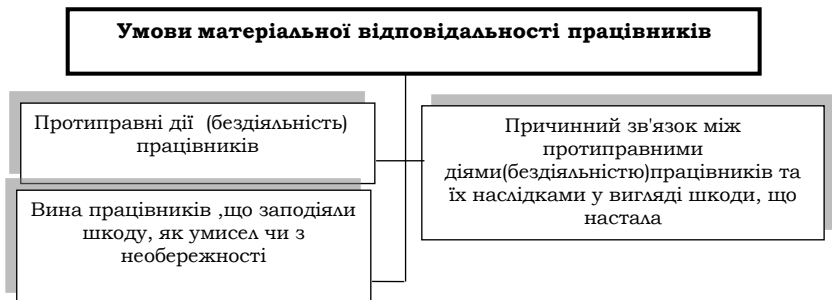 Умови матеріальної відповідальності працівників
Протиправні дії (бездіяльність)
працівників
Причинний зв'язок між
протиправними
діями(бездіяльністю)працівників та
їх наслідками у вигляді шкоди, що
настала
Вина працівників ,що заподіяли
шкоду, як умисел чи з
необережності